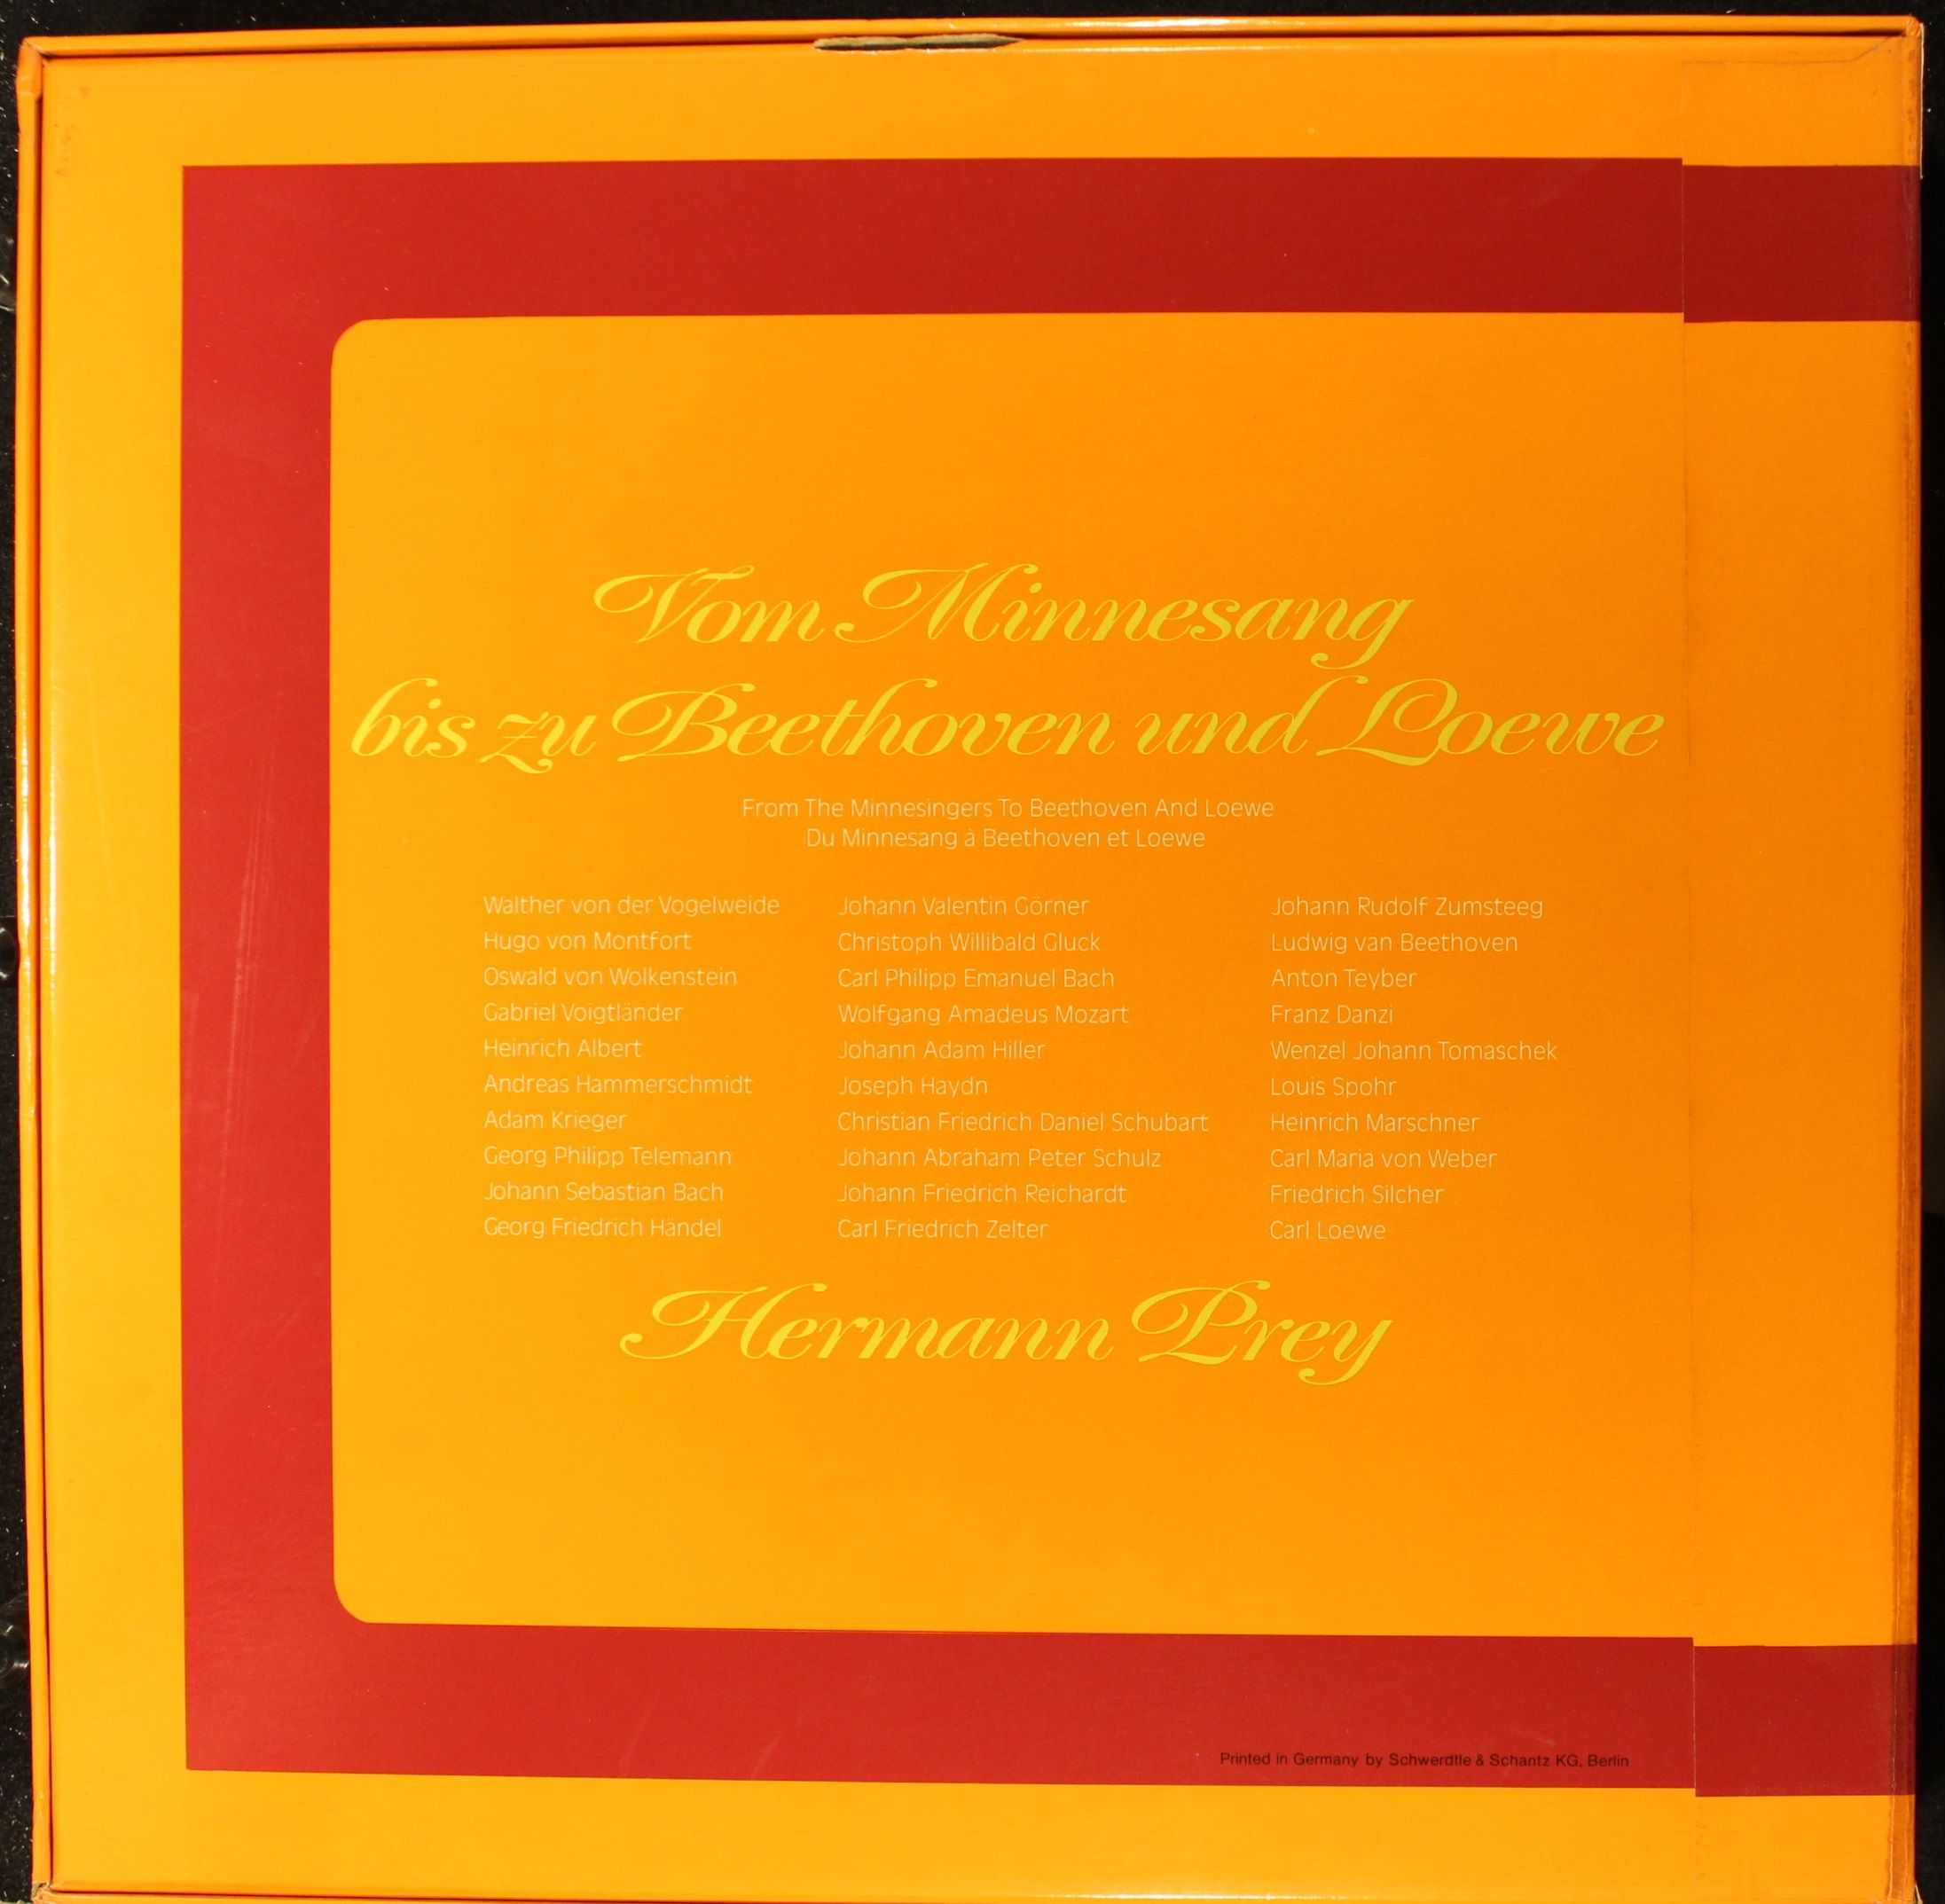 Vom Minnesang
bis zu Beethoven und Loewe
From The Minnesingers To Beethoven And Loewe
Du Minnesang à Beethoven et Loewe
Walther von der Vogelweide
Hugo von Montfort
Oswald von Wolkenstein
Gabriel Voigtländer
Heinrich Albert
Andreas Hammerschmidt
Adam Krieger
Georg Philipp Telemann
Johann Sebastian Bach
Georg Friedrich Händel
Johann Valentin Görner
Christoph Willibald Gluck
Carl Philipp Emanuel Bach
Wolfgang Amadeus Mozart
Johann Adam Hiller
Joseph Haydn
Christian Friedrich Daniel Schubart
Johann Abraham Peter Schulz
Johann Friedrich Reichardt
Carl Friedrich Zelter
Johann Rudolf Zumsteeg
Ludwig van Beethoven
Anton Teyber
Franz Danzi
Wenzel Johann Tomaschek
Louis Spohr
Heinrich Marschner
Carl Maria von Weber
Friedrich Silcher
Carl Loewe
Hermann Prey
Printed in Germany by Schwerdtle & Schantz KG, Berlin